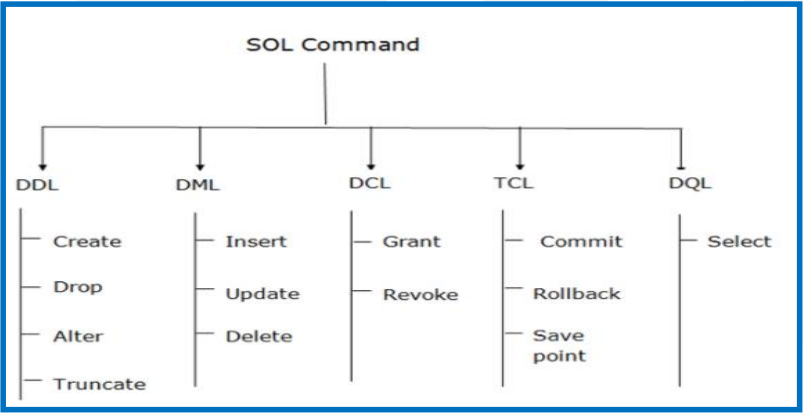 SOL Command
DDL
DML
DCL
TCL
DQL
Create
Insert
Grant
Commit
Select
Drop
Update
Revoke
Rollback
Alter
Delete
Save
point
Truncate